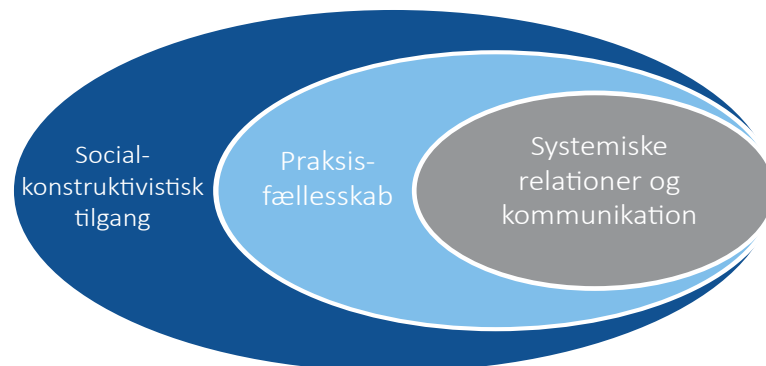 Social-
konstruktivistisk
tilgang
Praksis-
fællesskab
Systemiske
relationer og
kommunikation